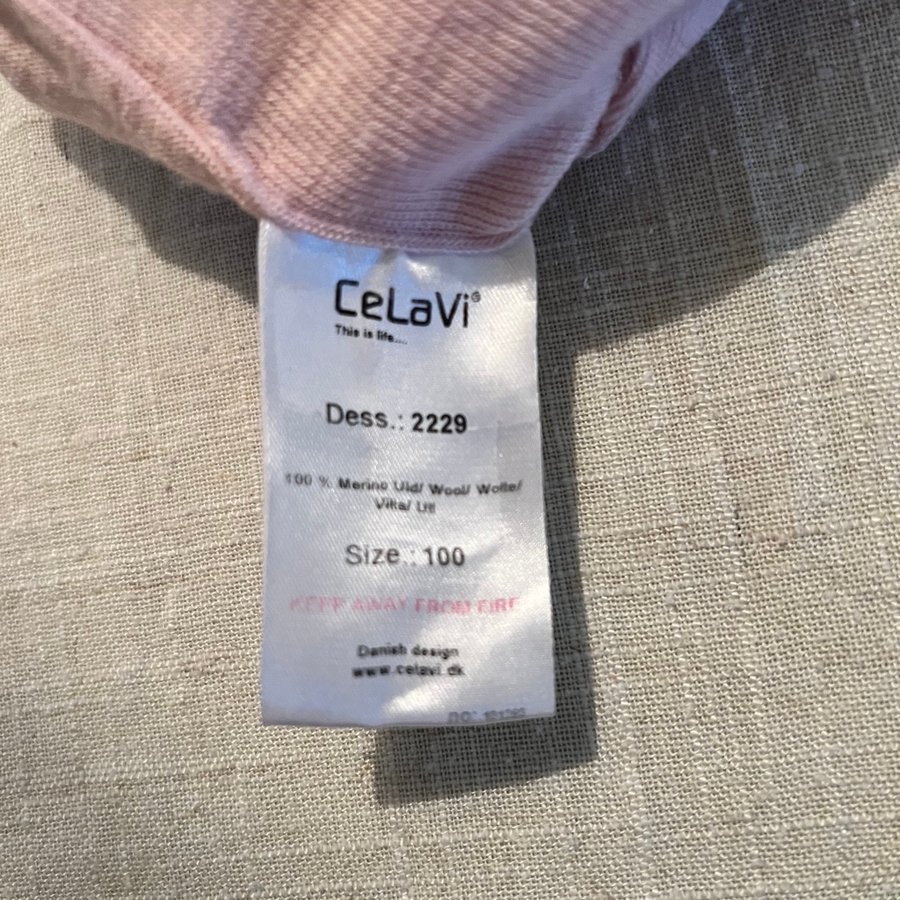 CeLaVi®
This is life....
Dess.: 2229
100 % Merino Uld/ Wool/ Wolle/
Villa/ Ull
Size.: 100
KEEP AWAY FROM FIRE
Danish design
www.celavi.dk
no: